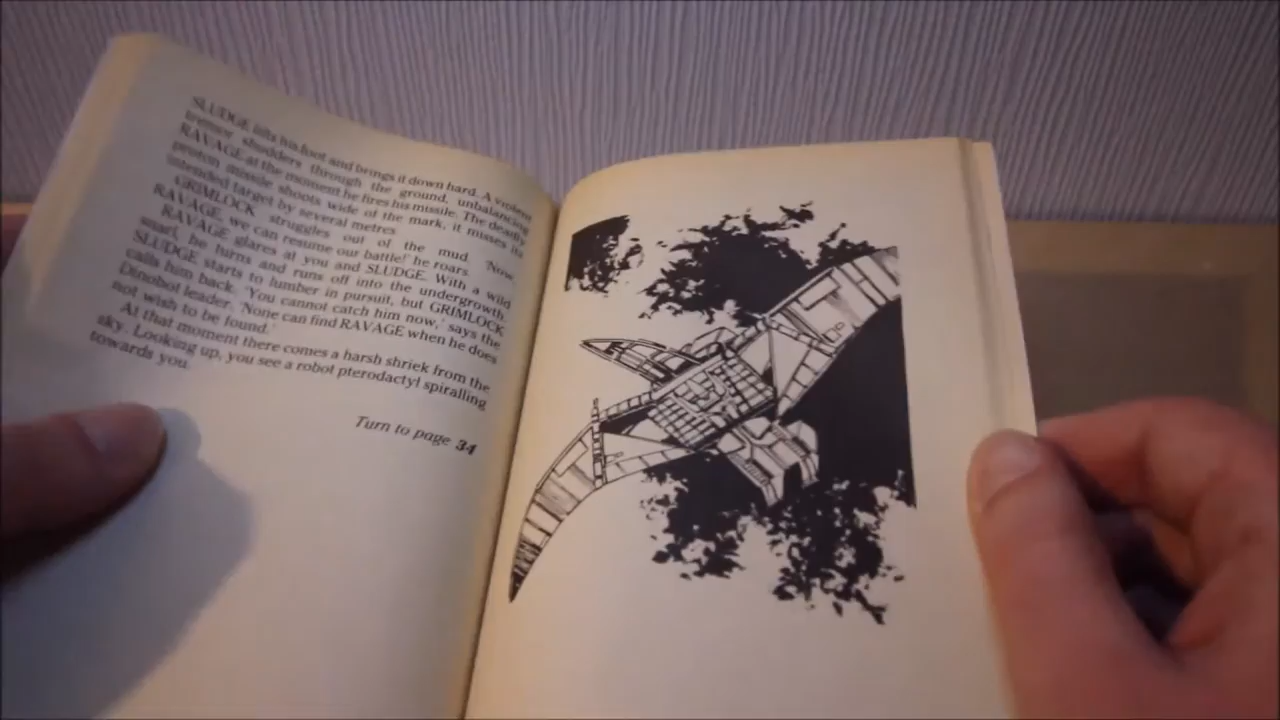 SLUDGE lifts his foot and brings it down hard. A violent
tremor shudders through the ground, unbalancing
RAVAGE at the moment he fires his missile. The deadly
proton missile shoots wide of the mark, it misses its
intended target by several metres
GRIMLOCK struggles out of the mud. 'Now
RAVAGE, we can resume our battle!' he roars.
RAVAGE glares at you and SLUDGE. With a wild
snarl, he turns and runs off into the undergrowth.
SLUDGE starts to lumber in pursuit, but GRIMLOCK
calls him back. 'You cannot catch him now,' says the
Dinobot leader. 'None can find RAVAGE when he does
not wish to be found.'
At that moment there comes a harsh shriek from the
sky. Looking up, you see a robot pterodactyl spiralling
towards you.
Turn to page 34